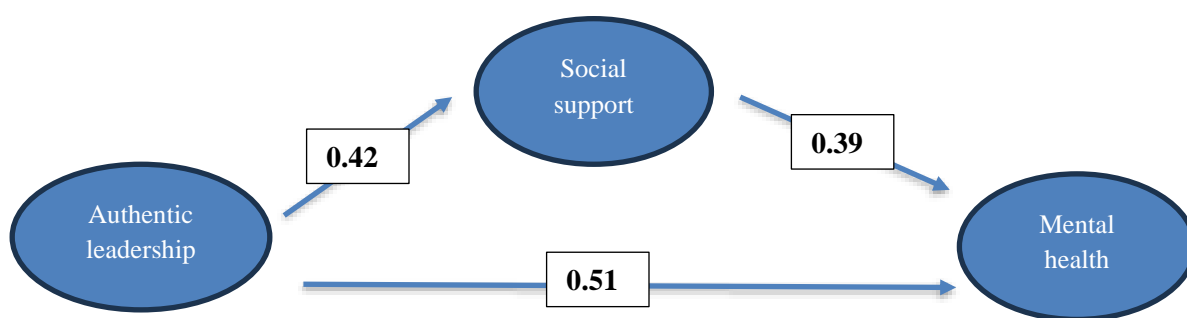 Social
support
0.42
0.39
Authentic
leadership
Mental
health
0.51